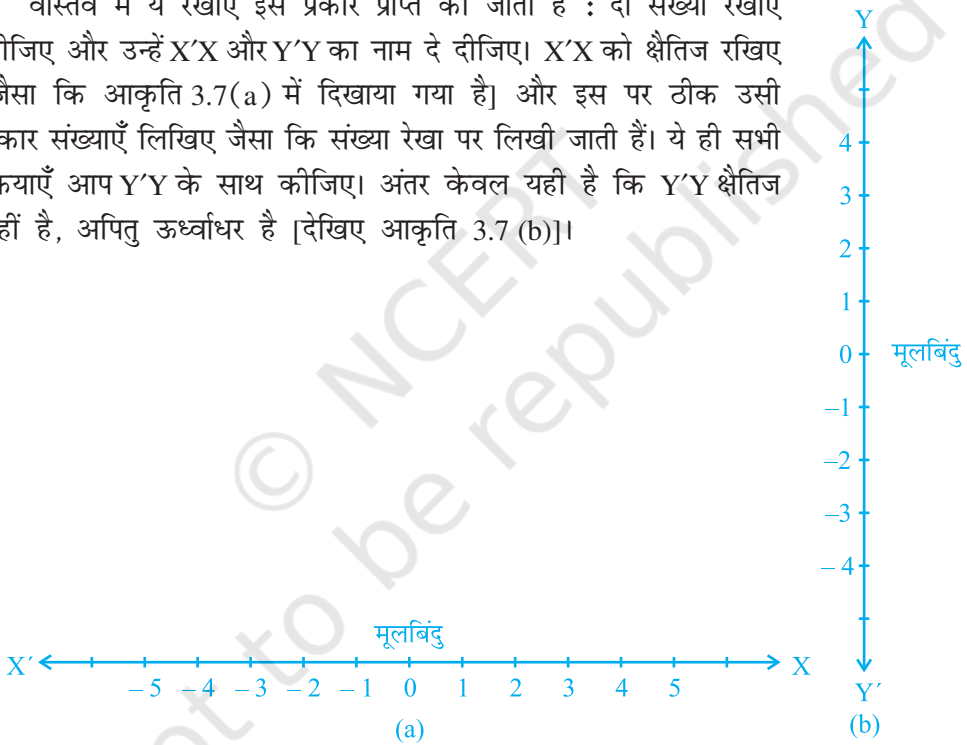 वास्तव में ये रेखाएँ इस प्रकार प्राप्त की जाती हैं : दो संख्या रेखाएँ
और उन्हें X′X और Y′Y का नाम दे दीजिए। X′X को क्षैतिज रखिए
कि आकृति 3.7(a) में दिखाया गया है] और इस पर ठीक उसी
संख्याएँ लिखिए जैसा कि संख्या रेखा पर लिखी जाती हैं। ये ही सभी
आप Y′Y के साथ कीजिए। अंतर केवल यही है कि Y′Y क्षैतिज
है, अपितु ऊर्ध्वाधर है [देखिए आकृति 3.7 (b)]।
Y
4
3
2
1
0 मूलबिंदु
–1
–2
–3
– 4
Y′
(b)
मूलबिंदु
X′ X
– 5 – 4 – 3 – 2 – 1 0 1 2 3 4 5
(a)
© NCERT
not to be republished